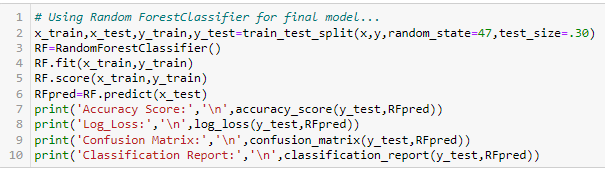 1 # Using Random ForestClassifier for final model...
2 x_train,x_test,y_train,y_test=train_test_split(x,y,random_state=47,test_size=.30)
3 RF=RandomForestClassifier()
4 RF.fit(x_train,y_train)
5 RF.score(x_train,y_train)
6 RFpred=RF.predict(x_test)
7 print('Accuracy Score:','\n',accuracy_score(y_test,RFpred))
8 print('Log_Loss:','\n',log_loss(y_test,RFpred))
9 print('Confusion Matrix:','\n',confusion_matrix(y_test,RFpred))
10 print('Classification Report:','\n',classification_report(y_test,RFpred))